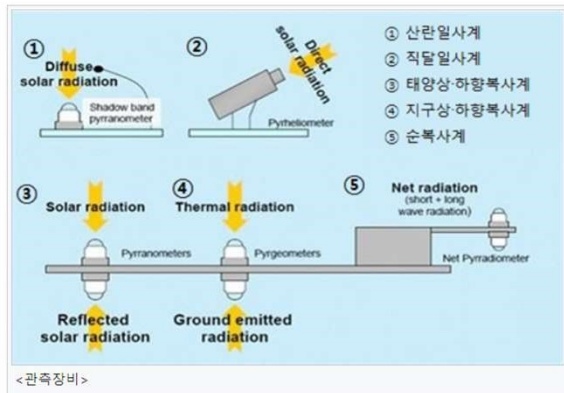 ①
Diffuse
solar radiation
Shadow band
pyrranometer
②
Direct
solar radiation
Pyrheliometer
① 산란일사계
② 직달일사계
③ 태양상·하향복사계
④ 지구상·하향복사계
⑤ 순복사계
③
Solar radiation
Pyrranometers
Reflected
solar radiation
④
Thermal radiation
Pyrgeometers
Ground emitted
radiation
⑤
Net radiation
(short + long
wave radiation)
Net Pyrradiometer
<관측장비>